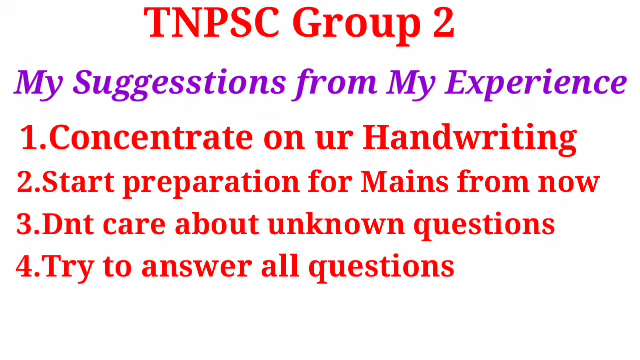 TNPSC Group 2
My Suggesstions from My Experience
1.Concentrate on ur Handwriting
2.Start preparation for Mains from now
3.Dnt care about unknown questions
4.Try to answer all questions